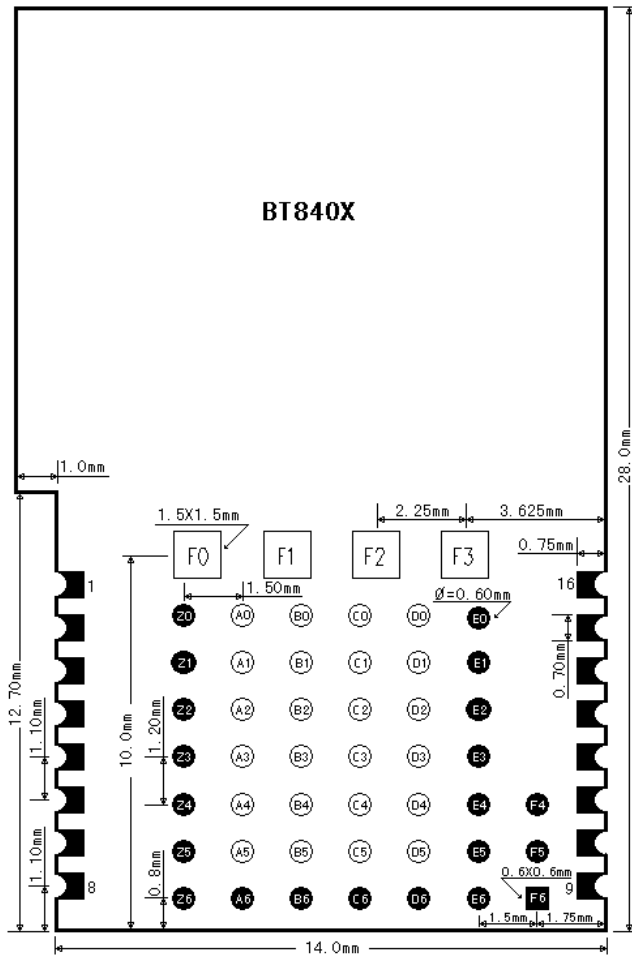 BT840X
1.0mm
28.0mm
2.25mm 3.625mm
1.5X1.5mm
F0 F1 F2 F3
0.75mm
1 16
1.50mm
Ø=0.60mm
Z0 A0 B0 C0 D0 E0
0.70mm
Z1 A1 B1 C1 D1 E1
12.70mm
1.10mm
10.0mm
1.20mm
Z2 A2 B2 C2 D2 E2
Z3 A3 B3 C3 D3 E3
Z4 A4 B4 C4 D4 E4 F4
1.10mm
0.8mm
Z5 A5 B5 C5 D5 E5 F5
0.6X0.6mm
8 9
Z6 A6 B6 C6 D6 E6 F6
1.5mm 1.75mm
14.0mm